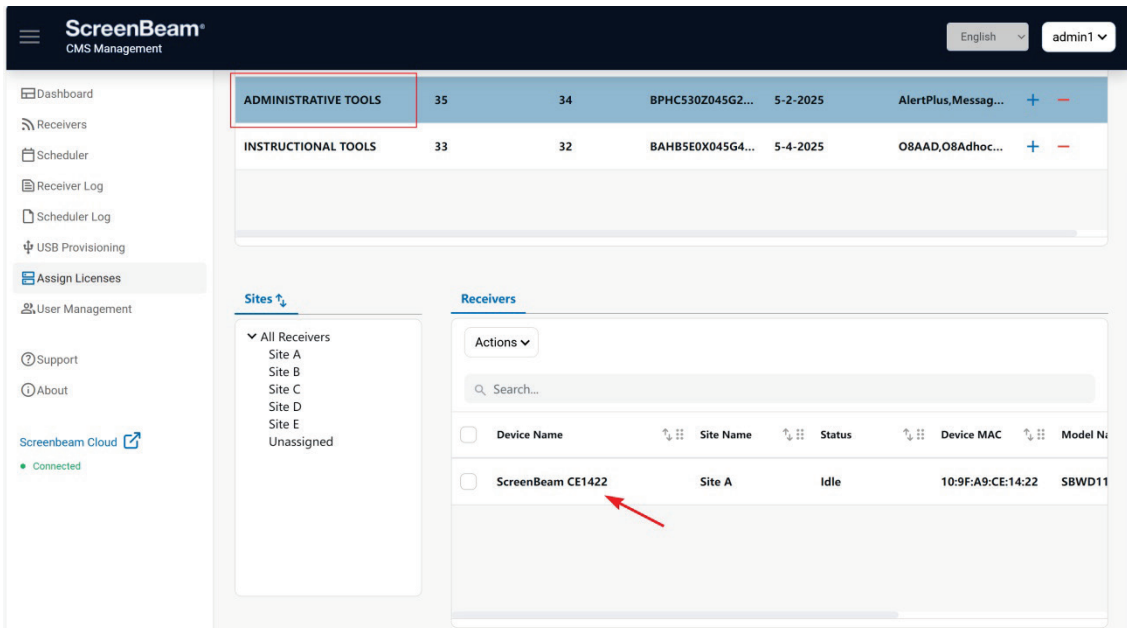 ScreenBeam®
CMS Management
English
admin1
Dashboard
Receivers
Scheduler
Receiver Log
Scheduler Log
USB Provisioning
Assign Licenses
User Management
Support
About
Screenbeam Cloud
Connected
ADMINISTRATIVE TOOLS 35 34 BPHC530Z045G2... 5-2-2025 AlertPlus,Messag... + −
INSTRUCTIONAL TOOLS 33 32 BAHB5E0X045G4... 5-4-2025 O8AAD,O8Adhoc... + −
Sites
All Receivers
Site A
Site B
Site C
Site D
Site E
Unassigned
Receivers
Actions
Search...
Device Name Site Name Status Device MAC Model Na
ScreenBeam CE1422 Site A Idle 10:9F:A9:CE:14:22 SBWD11